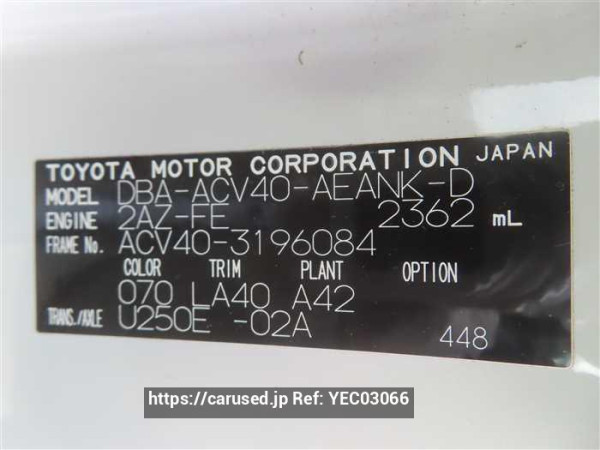 TOYOTA MOTOR CORPORATION JAPAN
MODEL DBA-ACV40-AEANK-D
ENGINE 2AZ-FE 2362 mL
FRAME No. ACV40-3196084
COLOR TRIM PLANT OPTION
070 LA40 A42
TRANS./AXLE U250E -02A
448
https://carused.jp Ref: YEC03066